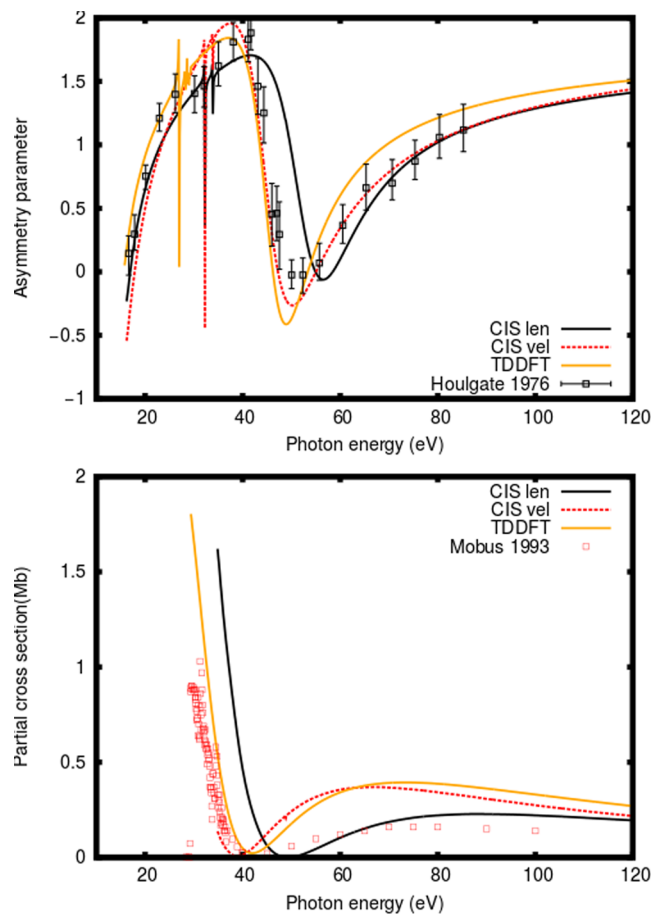 2
1.5
1
0.5
0
−0.5
−1
Asymmetry parameter
CIS len
CIS vel
TDDFT
Houlgate 1976
20 40 60 80 100 120
Photon energy (eV)
2
1.5
1
0.5
0
Partial cross section(Mb)
CIS len
CIS vel
TDDFT
Mobus 1993
20 40 60 80 100 120
Photon energy (eV)